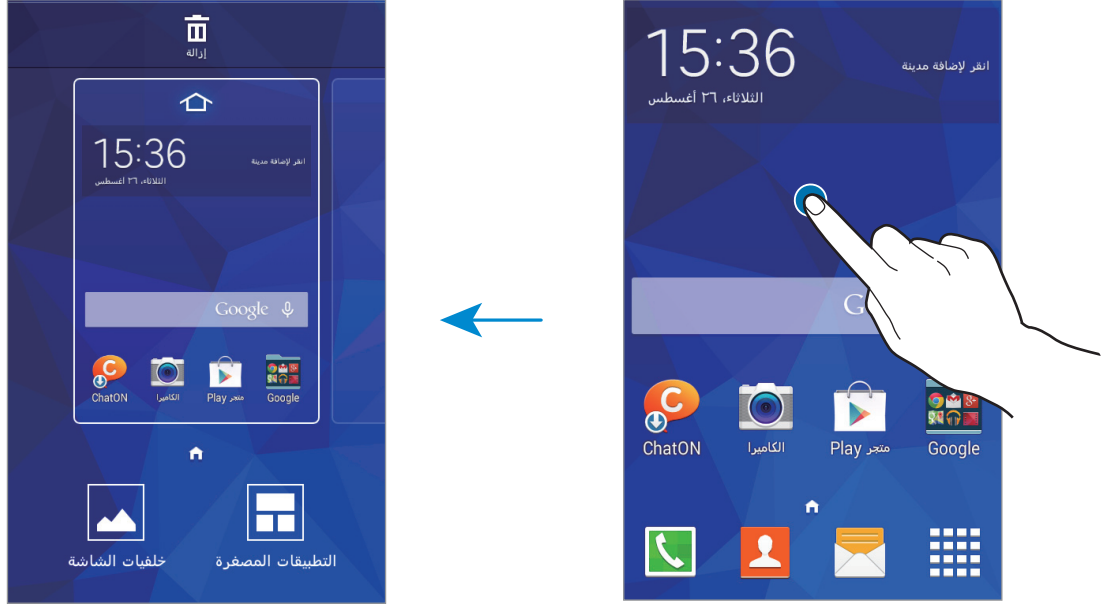 إزالة
15:36
انقر لإضافة مدينة
الثلاثاء، ٢٦ أغسطس
Google
ChatON
الكاميرا
متجر Play
Google
خلفيات الشاشة
التطبيقات المصغرة
15:36
انقر لإضافة مدينة
الثلاثاء، ٢٦ أغسطس
G
ChatON
الكاميرا
متجر Play
Google